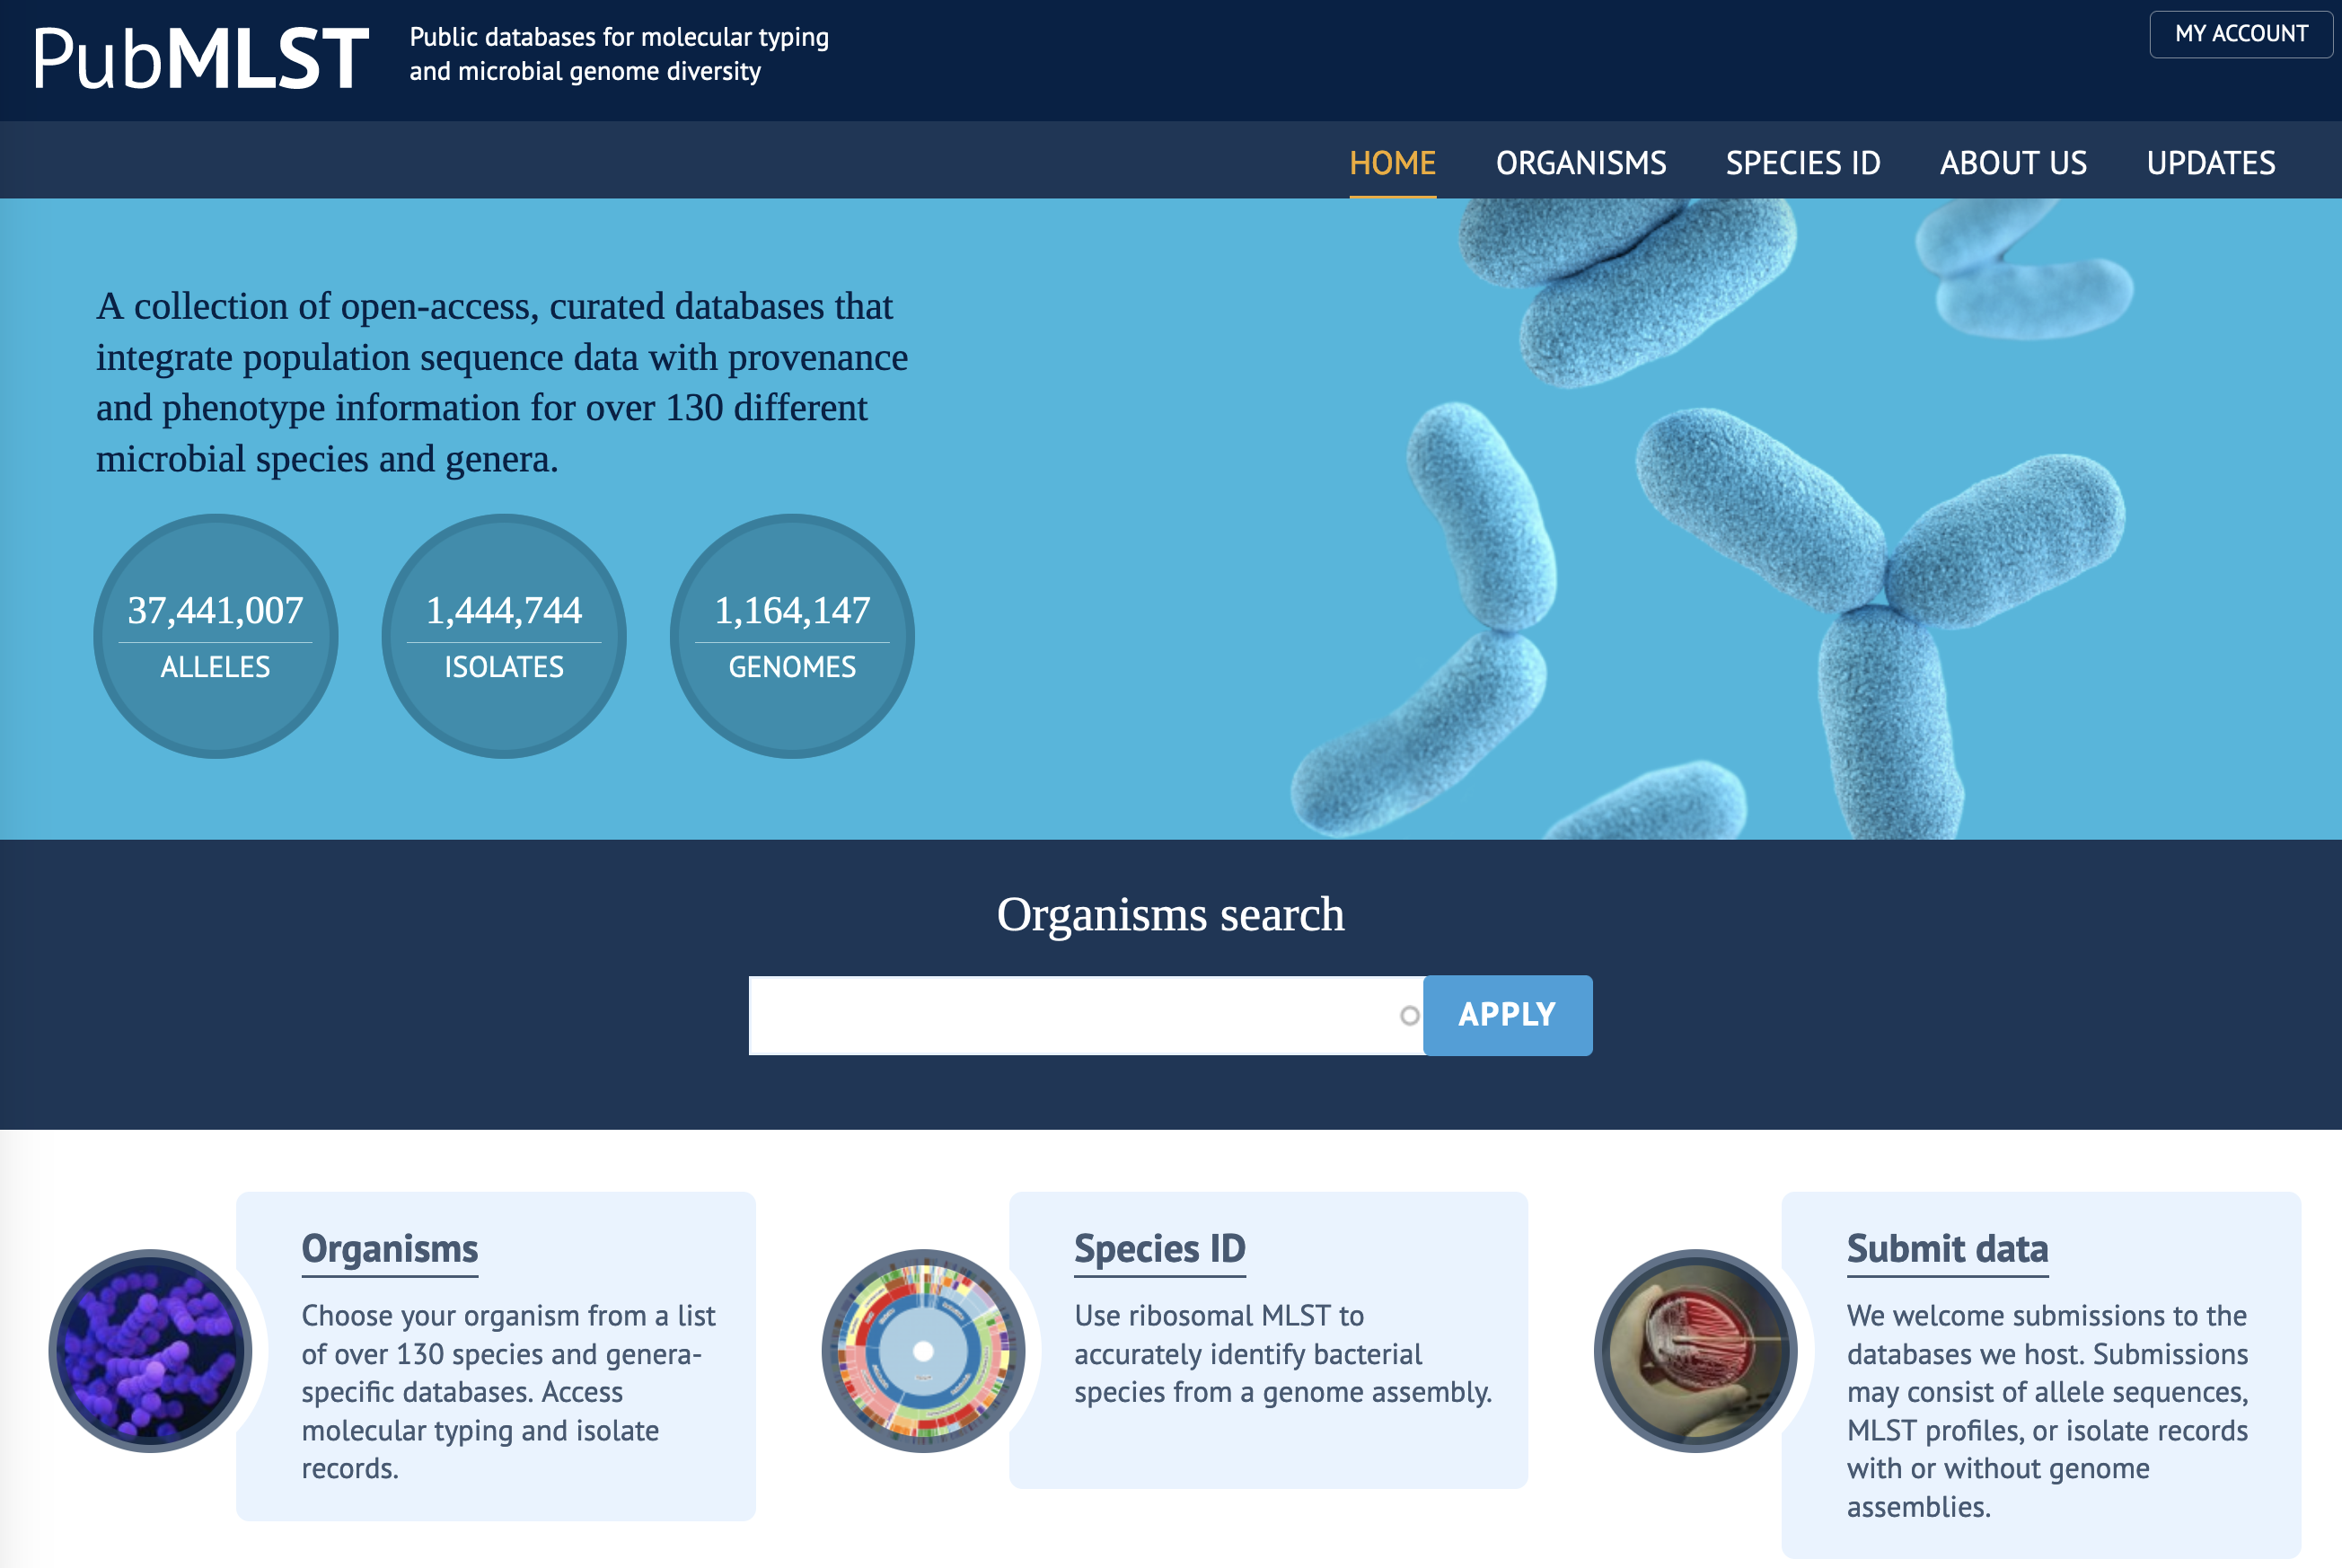 PubMLST
Public databases for molecular typing
and microbial genome diversity
MY ACCOUNT
HOME
ORGANISMS
SPECIES ID
ABOUT US
UPDATES
A collection of open-access, curated databases that
integrate population sequence data with provenance
and phenotype information for over 130 different
microbial species and genera.
37,441,007
ALLELES
1,444,744
ISOLATES
1,164,147
GENOMES
Organisms search
APPLY
Organisms
Choose your organism from a list
of over 130 species and genera-
specific databases. Access
molecular typing and isolate
records.
Species ID
Use ribosomal MLST to
accurately identify bacterial
species from a genome assembly.
Submit data
We welcome submissions to the
databases we host. Submissions
may consist of allele sequences,
MLST profiles, or isolate records
with or without genome
assemblies.